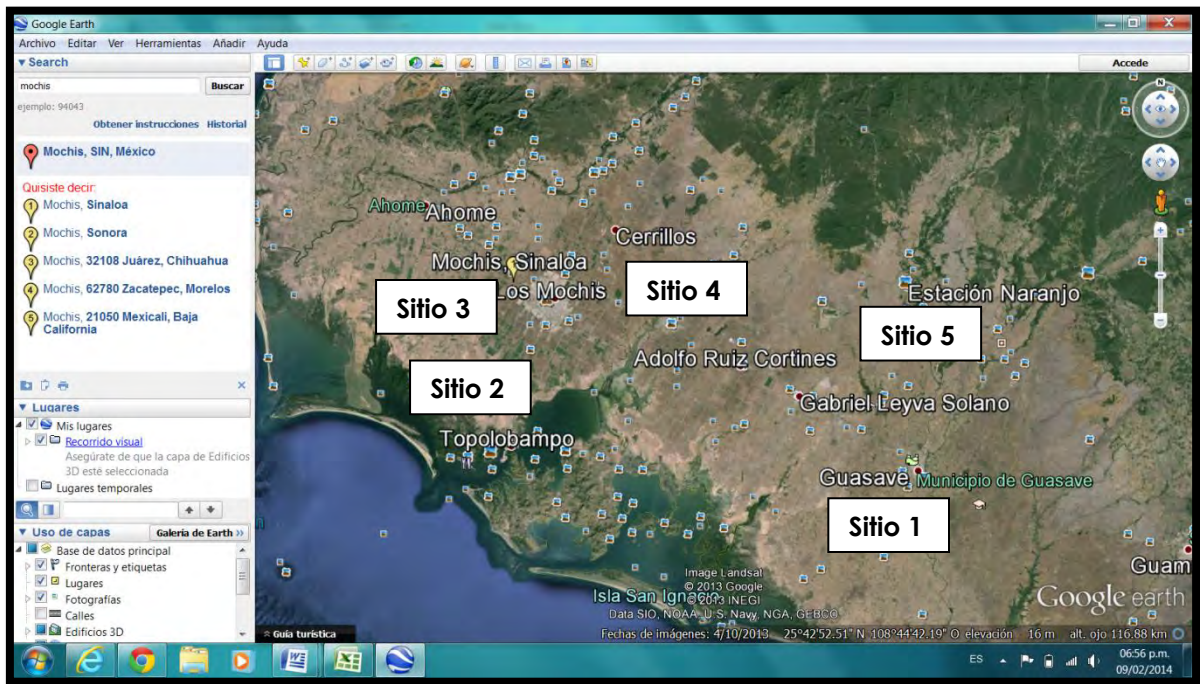 Google Earth
Archivo Editar Ver Herramientas Añadir Ayuda
Search
mochis
Buscar
ejemplo: 94043
Obtener instrucciones Historial
Mochis, SIN, México
Quisiste decir:
1 Mochis, Sinaloa
2 Mochis, Sonora
3 Mochis, 32108 Juárez, Chihuahua
4 Mochis, 62780 Zacatepec, Morelos
5 Mochis, 21050 Mexicali, Baja
California
Lugares
Mis lugares
Recorrido visual
Asegúrate de que la capa de Edificios
3D esté seleccionada
Lugares temporales
Uso de capas
Galería de Earth »
Base de datos principal
Fronteras y etiquetas
Lugares
Fotografías
Calles
Edificios 3D
Accede
N
Ahome
Ahome
Cerrillos
Mochis, Sinaloa
Los Mochis
Sitio 3
Sitio 4
Estación Naranjo
Sitio 5
Adolfo Ruiz Cortines
Sitio 2
Gabriel Leyva Solano
Topolobampo
Guasave
Municipio de Guasave
Sitio 1
Guam
Image Landsat
© 2013 Google
Isla San Ignacio
© 2013 INEGI
Data SIO, NOAA, U.S. Navy, NGA, GEBCO
Google earth
Guía turística
Fechas de imágenes: 4/10/2013 25°42'52.51" N 108°44'42.19" O elevación 16 m alt. ojo 116.88 km
ES
06:56 p.m.
09/02/2014